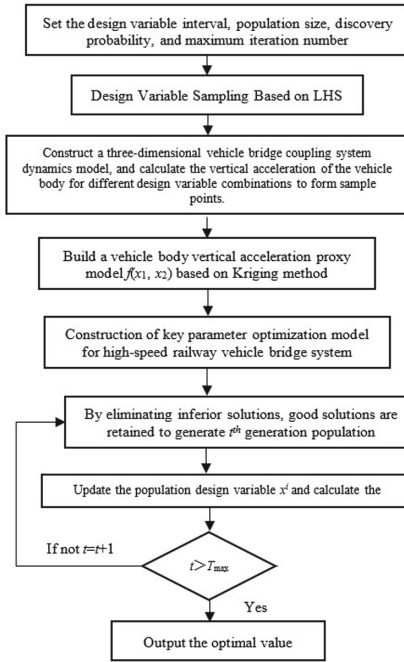 Set the design variable interval, population size, discovery
probability, and maximum iteration number
Design Variable Sampling Based on LHS
Construct a three-dimensional vehicle bridge coupling system
dynamics model, and calculate the vertical acceleration of the vehicle
body for different design variable combinations to form sample
points.
Build a vehicle body vertical acceleration proxy
model f(x1, x2) based on Kriging method
Construction of key parameter optimization model
for high-speed railway vehicle bridge system
By eliminating inferior solutions, good solutions are
retained to generate tth generation population
Update the population design variable xi and calculate the
If not t=t+1
t>Tmax
Yes
Output the optimal value